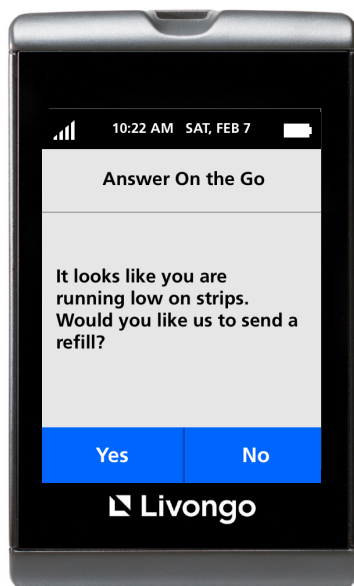 10:22 AM SAT, FEB 7
Answer On the Go
It looks like you are
running low on strips.
Would you like us to send a
refill?
Yes No
Livongo